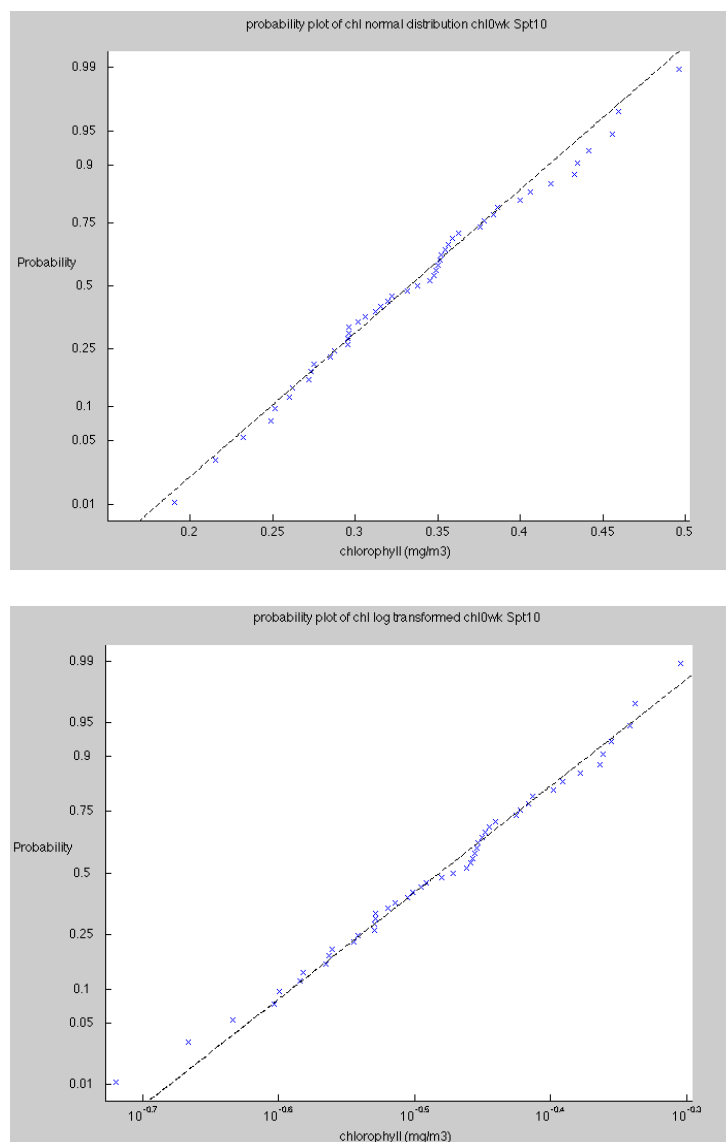 probability plot of chl normal distribution chl0wk Spt10
0.99
0.95
0.9
0.75
Probability
0.5
0.25
0.1
0.05
0.01
0.2 0.25 0.3 0.35 0.4 0.45 0.5
chlorophyll (mg/m3)
probability plot of chl log transformed chl0wk Spt10
0.99
0.95
0.9
0.75
Probability
0.5
0.25
0.1
0.05
0.01
10^-0.7 10^-0.6 10^-0.5 10^-0.4 10^-0.3
chlorophyll (mg/m3)